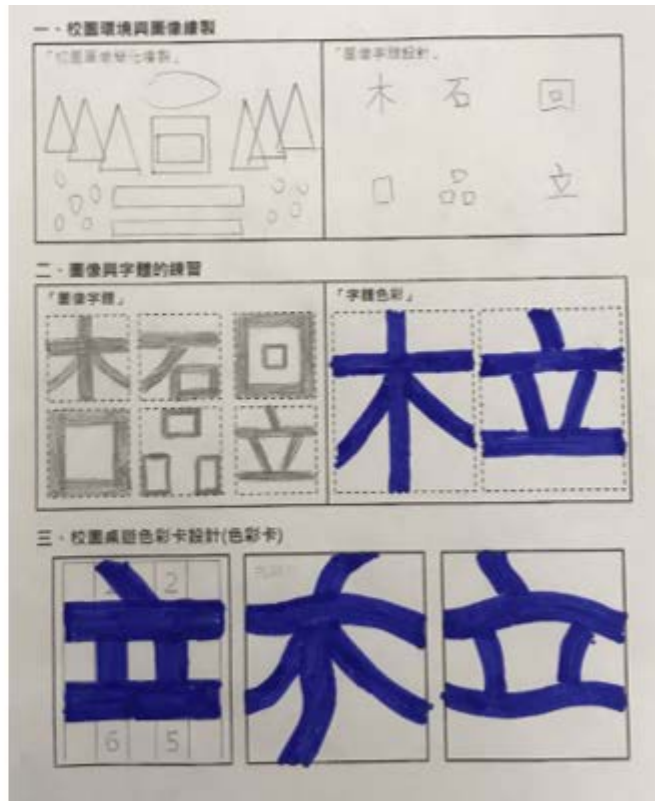 一、校園環境與圖像繪製
「校園環境簡化繪製」
「圖像字體設計」
木 石 回
口 品 立
二、圖像與字體的練習
「圖像字體」
「字體色彩」
木 石 回
口 品 立
木 立
三、校園桌遊色彩卡設計(色彩卡)
2
立 木 立
6 5